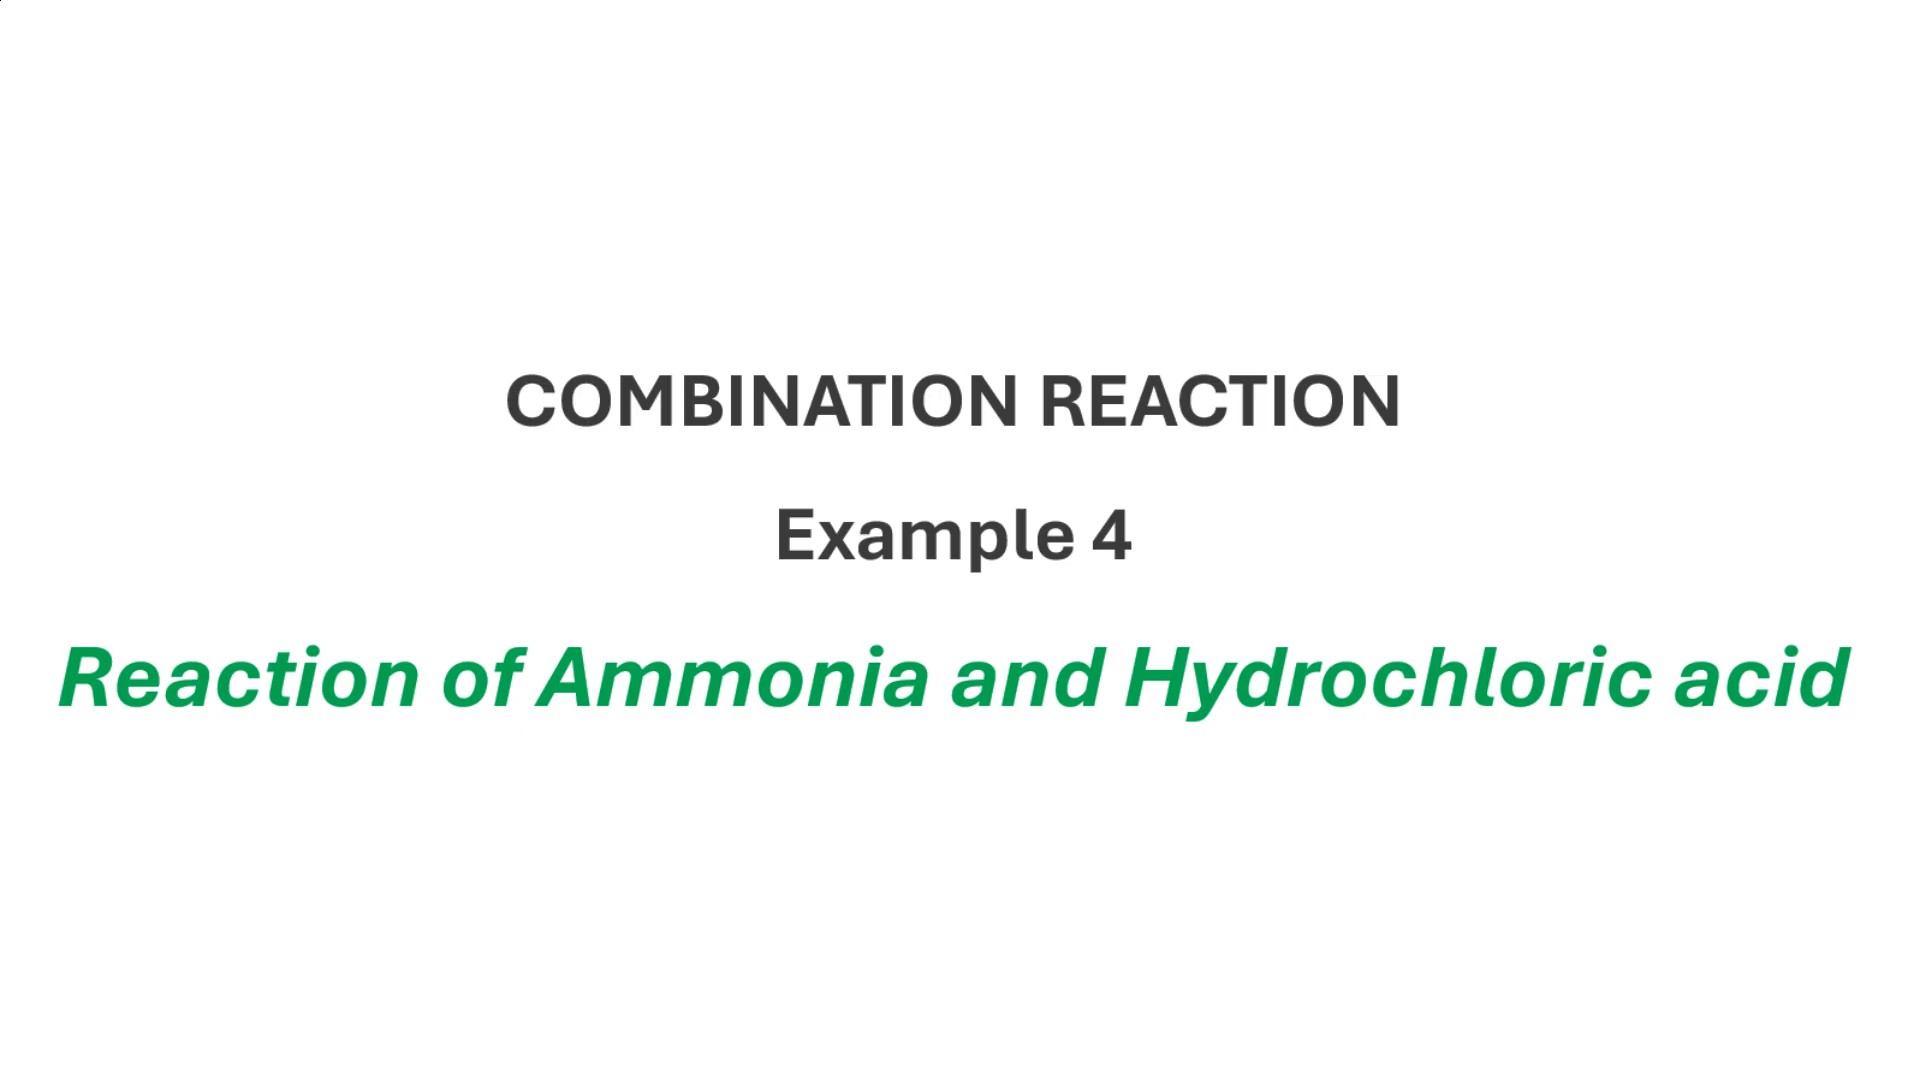 COMBINATION REACTION
Example 4
Reaction of Ammonia and Hydrochloric acid